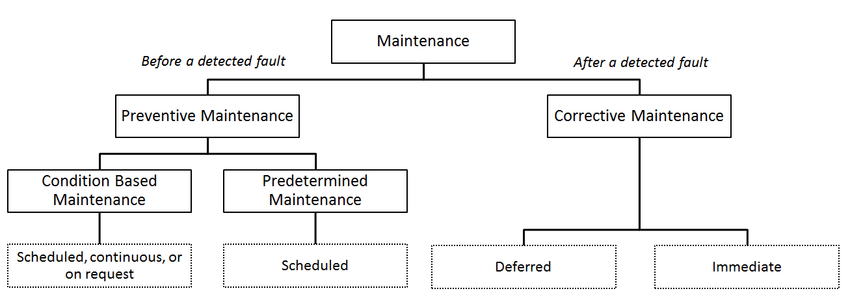 Maintenance
Before a detected fault
After a detected fault
Preventive Maintenance
Corrective Maintenance
Condition Based
Maintenance
Predetermined
Maintenance
Scheduled, continuous, or
on request
Scheduled
Deferred
Immediate